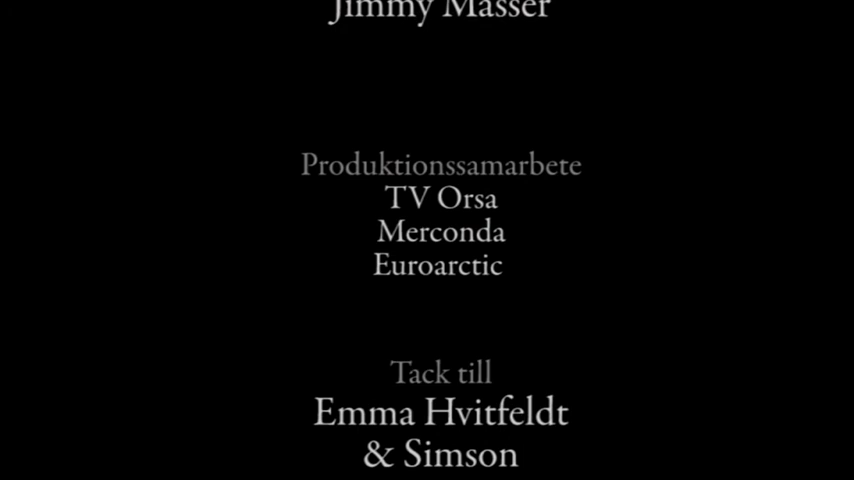 Jimmy Masser
Produktionssamarbete
TV Orsa
Merconda
Euroarctic
Tack till
Emma Hvitfeldt
& Simson